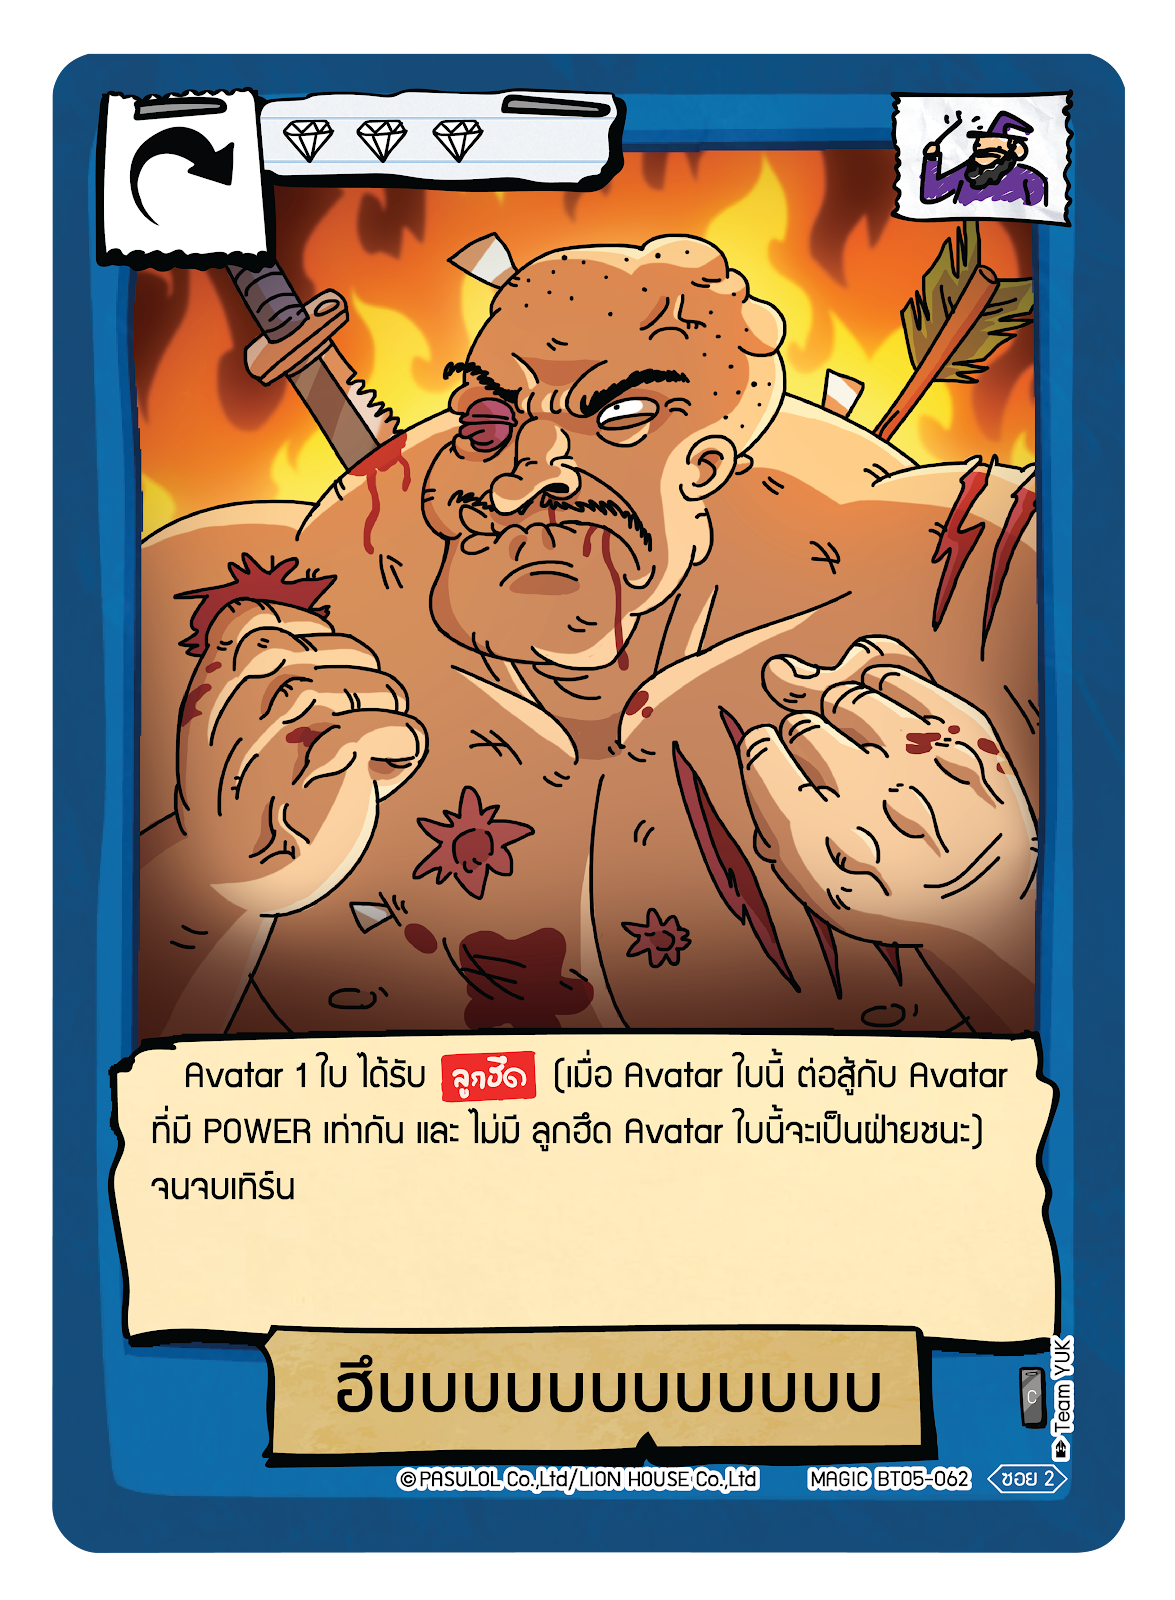 Avatar 1 ใบ ได้รับ ลูกฮึด (เมื่อ Avatar ใบนี้ ต่อสู้กับ Avatar
ที่มี POWER เท่ากัน และ ไม่มี ลูกฮึด Avatar ใบนี้จะเป็นฝ่ายชนะ)
จนจบเทิร์น
ฮึบบบบบบบบบบบบ
C
Team YUK
©PASULOL Co.,Ltd/LION HOUSE Co.,Ltd
MAGIC BT05-062
ซอย 2